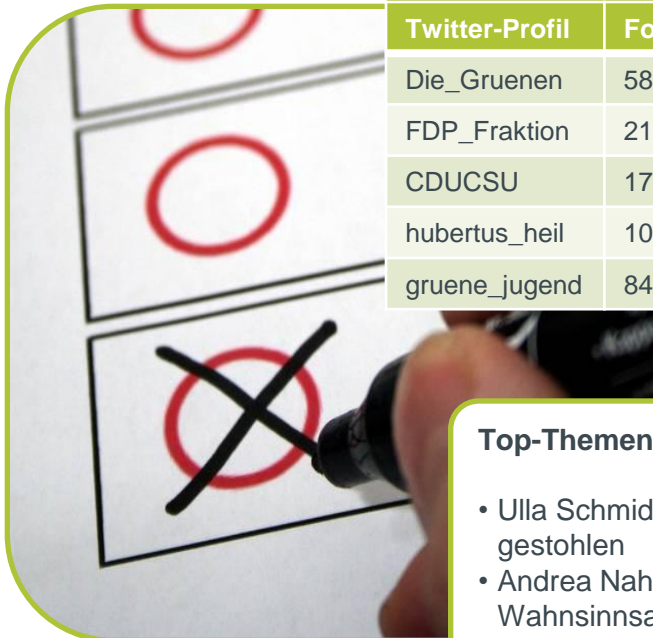 Twitter-Profil Fo
Die_Gruenen 58
FDP_Fraktion 21
CDUCSU 17
hubertus_heil 10
gruene_jugend 84
Top-Themen
• Ulla Schmid
gestohlen
• Andrea Nah
Wahnsinnsa